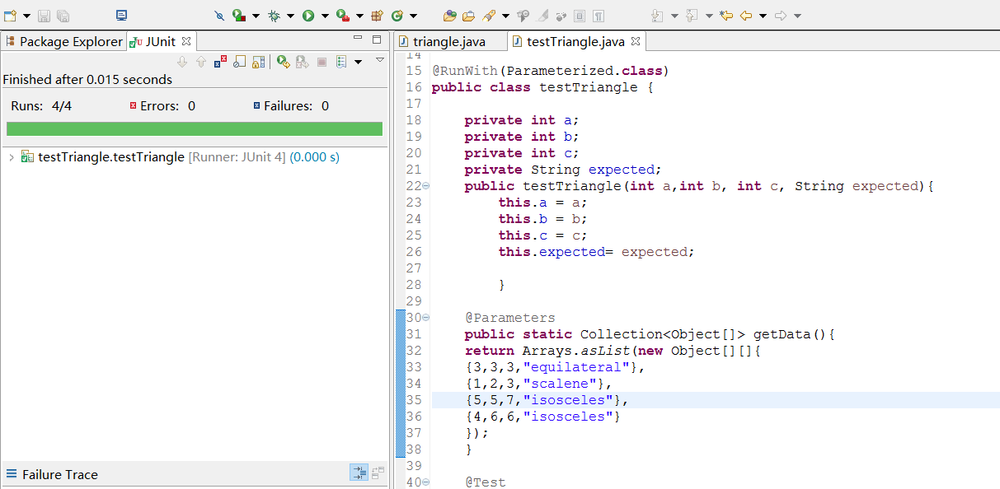 Package Explorer
JUnit
Finished after 0.015 seconds
Runs: 4/4
Errors: 0
Failures: 0
testTriangle.testTriangle [Runner: JUnit 4] (0.000 s)
Failure Trace
triangle.java
testTriangle.java
14
15 @RunWith(Parameterized.class)
16 public class testTriangle {
17
18 private int a;
19 private int b;
20 private int c;
21 private String expected;
22 public testTriangle(int a,int b, int c, String expected){
23 this.a = a;
24 this.b = b;
25 this.c = c;
26 this.expected= expected;
27
28 }
29
30 @Parameters
31 public static Collection<Object[]> getData(){
32 return Arrays.asList(new Object[][]{
33 {3,3,3,"equilateral"},
34 {1,2,3,"scalene"},
35 {5,5,7,"isosceles"},
36 {4,6,6,"isosceles"}
37 });
38 }
39
40 @Test